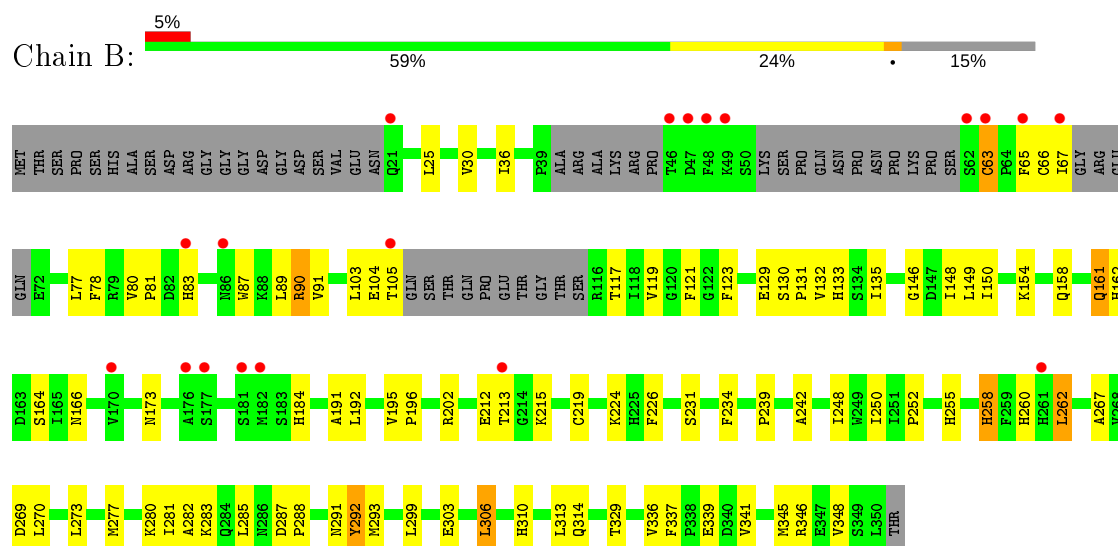 5%
Chain B:
59% 24% • 15%
MET THR SER PRO SER HIS ALA SER ASP ARG GLY GLY GLY ASP GLY ASP SER VAL GLU ASN Q21 L25 V30 I36 P39 ALA ARG ALA LYS ARG PRO T46 D47 F48 K49 S50 LYS SER PRO GLN ASN PRO ASN PRO LYS PRO SER S62 C63 P64 F65 C66 I67 GLY ARG GLU
GLN E72 L77 F78 R79 V80 P81 D82 H83 N86 W87 K88 L89 R90 V91 L103 E104 T105 GLN SER THR GLN PRO GLU THR GLY THR SER R116 T117 I118 V119 G120 F121 G122 F123 E129 S130 P131 V132 H133 S134 I135 G146 D147 I148 L149 I150 K154 Q158 Q161 H162
D163 S164 I165 N166 V170 N173 A176 S177 S181 M182 S183 H184 A191 L192 V195 P196 R202 E212 T213 G214 K215 C219 K224 H225 F226 S231 F234 P239 A242 I248 W249 I250 I251 P252 H255 H258 F259 H260 H261 L262 A267 V268
D269 L270 L273 M277 K280 I281 A282 K283 Q284 L285 N286 D287 P288 N291 Y292 M293 L299 E303 L306 H310 L313 Q314 T329 V336 F337 P338 E339 D340 V341 M345 R346 E347 V348 S349 L350 THR